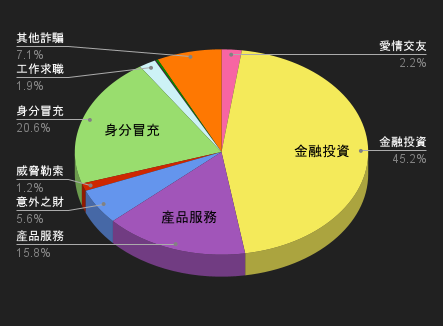 其他詐騙
7.1%
工作求職
1.9%
身分冒充
20.6%
威脅勒索
1.2%
意外之財
5.6%
產品服務
15.8%
愛情交友
2.2%
金融投資
45.2%
身分冒充
金融投資
產品服務